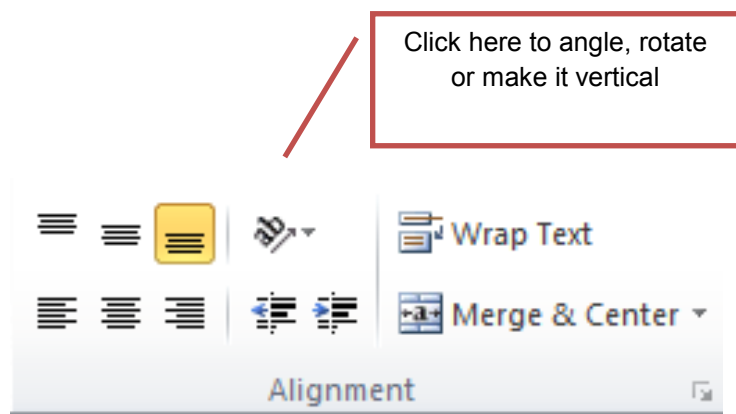 Click here to angle, rotate
or make it vertical
Wrap Text
Merge & Center
Alignment